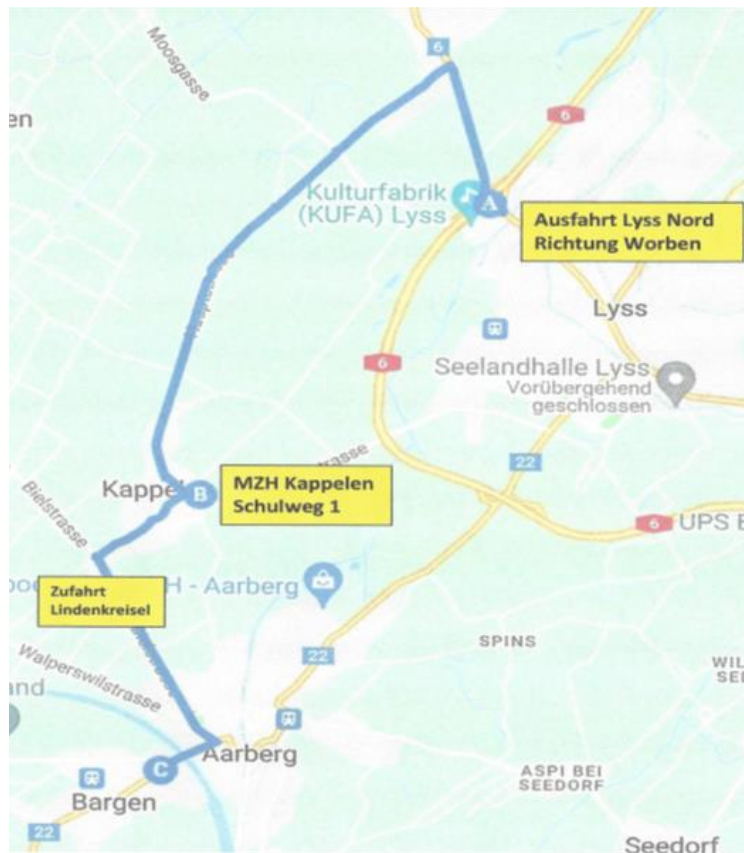 6
Moosgasse
en
6
Kulturfabrik
(KUFA) Lyss
A
Ausfahrt Lyss Nord
Richtung Worben
Lyss
6
Seelandhalle Lyss
Vorübergehend
geschlossen
22
Kappel
B
MZH Kappelen
Schulweg 1
6
UPS
Bielstrasse
Zufahrt
Lindenkreisel
H - Aarberg
SPINS
22
Walperswilstrasse
Aarberg
C
Bargen
22
ASPI BEI
SEEDORF
Seedorf